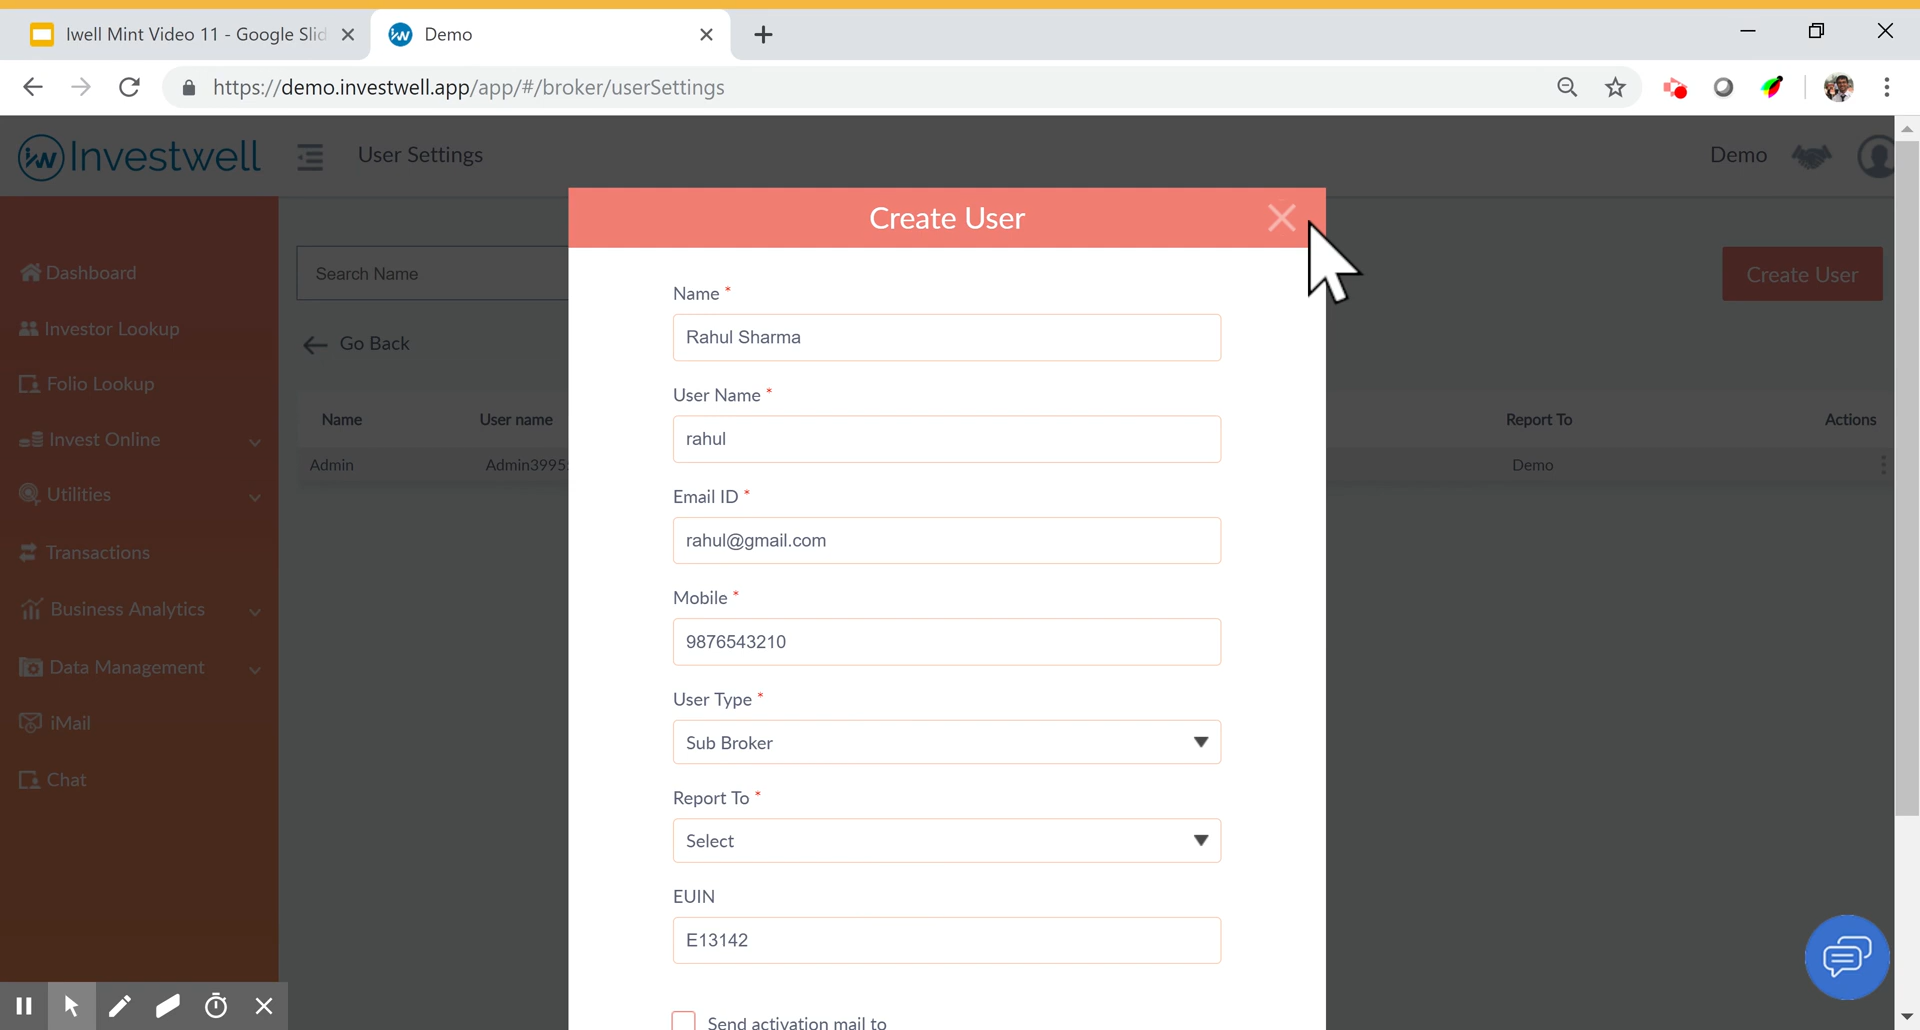 Iwell Mint Video 11 - Google Slid
Demo
https://demo.investwell.app/app/#/broker/userSettings
Investwell
User Settings
Demo
Create User
Search Name
Create User
Go Back
Dashboard
Investor Lookup
Folio Lookup
Invest Online
Utilities
Transactions
Business Analytics
Data Management
iMail
Chat
Name
User name
Report To
Actions
Admin
Admin3995
Demo
Name *
Rahul Sharma
User Name *
rahul
Email ID *
rahul@gmail.com
Mobile *
9876543210
User Type *
Sub Broker
Report To *
Select
EUIN
E13142
Send activation mail to